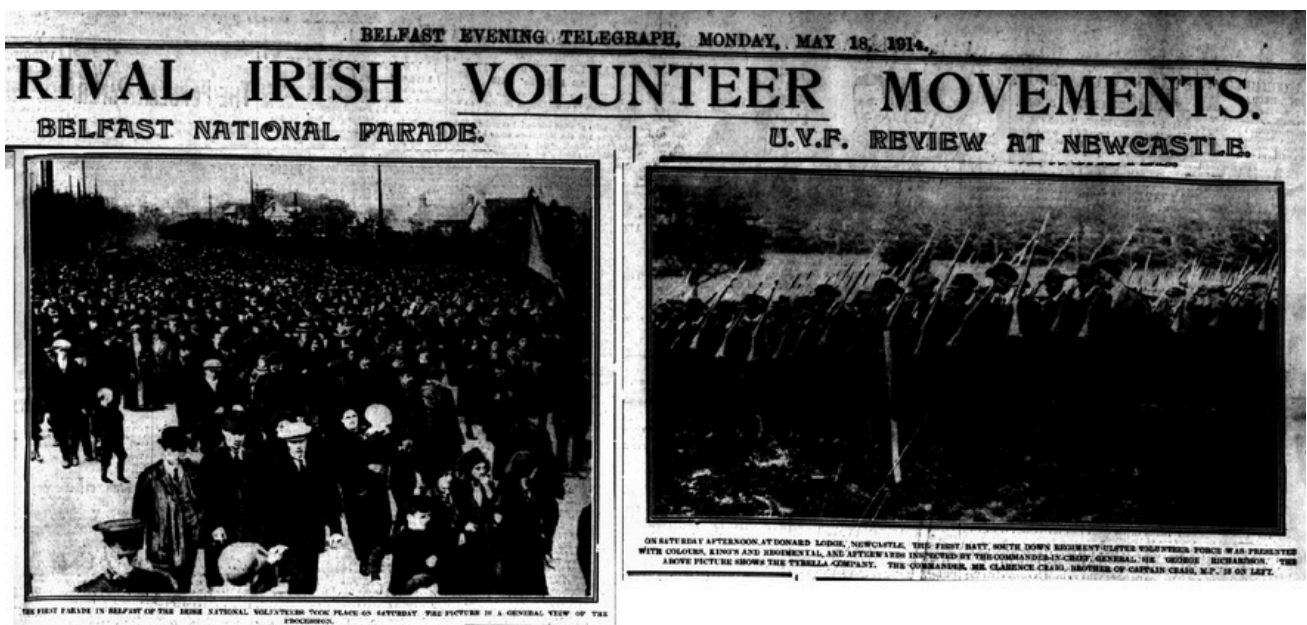 BELFAST EVENING TELEGRAPH, MONDAY, MAY 18, 1914.
RIVAL IRISH VOLUNTEER MOVEMENTS.
BELFAST NATIONAL PARADE.
THE FIRST PARADE IN BELFAST OF THE IRISH NATIONAL VOLUNTEERS TOOK PLACE ON SATURDAY. THE PICTURE IS A GENERAL VIEW OF THE
PROCESSION.
U.V.F. REVIEW AT NEWCASTLE.
ON SATURDAY AFTERNOON, AT DONARD LODGE, NEWCASTLE, THE FIRST BATT. SOUTH DOWN REGIMENT ULSTER VOLUNTEER FORCE WAS PRESENTED
WITH COLOURS, KING'S AND REGIMENTAL, AND AFTERWARDS INSPECTED BY THE COMMANDER-IN-CHIEF, GENERAL SIR GEORGE RICHARDSON. THE
ABOVE PICTURE SHOWS THE TYRELLA COMPANY. THE COMMANDER, MR. CLARENCE CRAIG, BROTHER OF CAPTAIN CRAIG, M.P., IS ON LEFT.